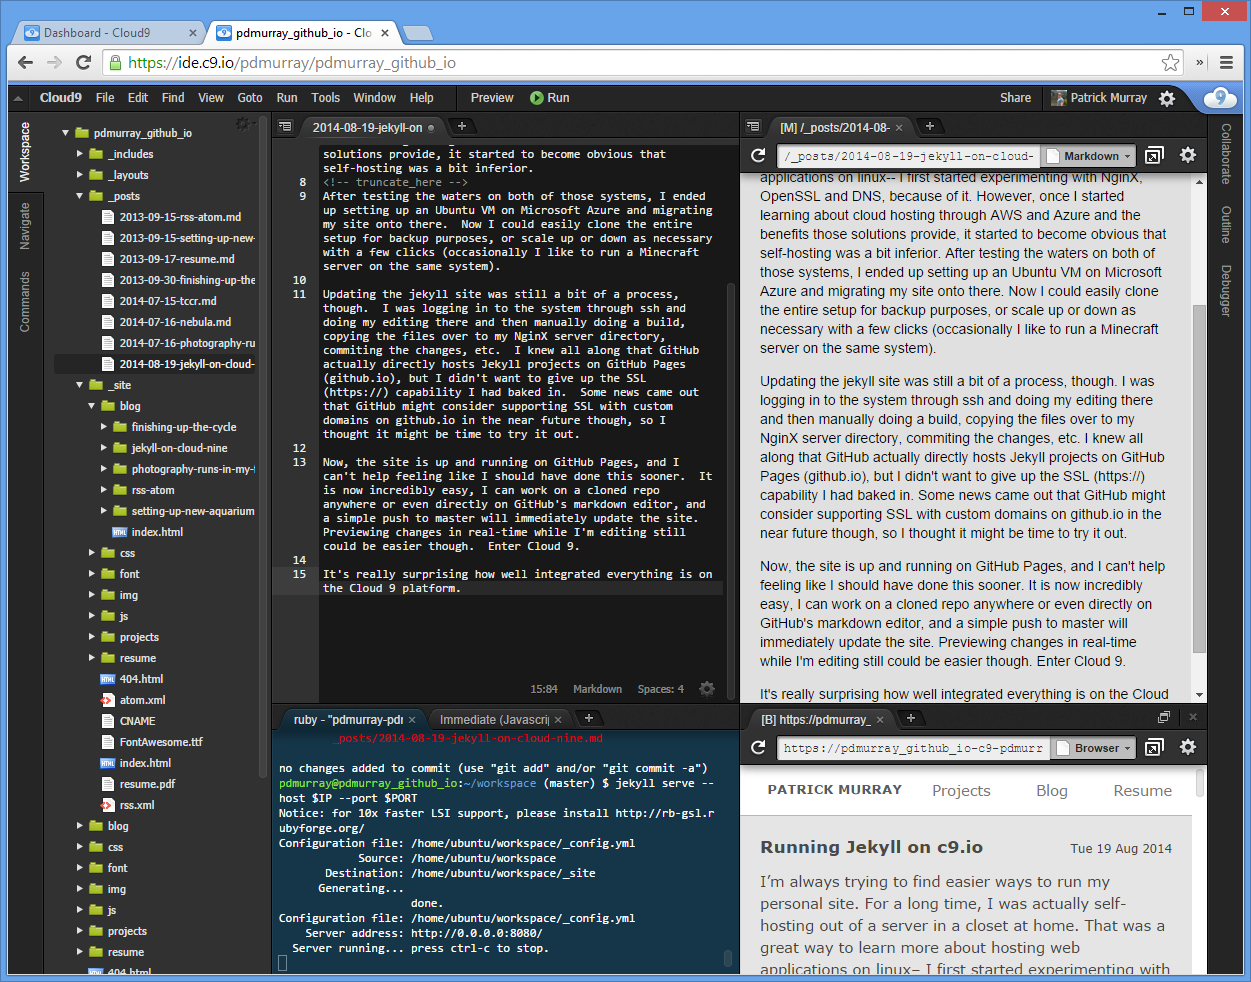 Dashboard - Cloud9
pdmurray_github_io - Clo
https://ide.c9.io/pdmurray/pdmurray_github_io
Cloud9 File Edit Find View Goto Run Tools Window Help Preview Run Share Patrick Murray
Workspace
Navigate
Commands
pdmurray_github_io
_includes
_layouts
_posts
2013-09-15-rss-atom.md
2013-09-15-setting-up-new-
2013-09-17-resume.md
2013-09-30-finishing-up-the
2014-07-15-tccr.md
2014-07-16-nebula.md
2014-07-16-photography-ru
2014-08-19-jekyll-on-cloud-
_site
blog
finishing-up-the-cycle
jekyll-on-cloud-nine
photography-runs-in-my-f
rss-atom
setting-up-new-aquarium
index.html
css
font
img
js
projects
resume
404.html
atom.xml
CNAME
FontAwesome.ttf
index.html
resume.pdf
rss.xml
blog
css
font
img
js
projects
resume
404.html
2014-08-19-jekyll-on
solutions provide, it started to become obvious that
self-hosting was a bit inferior.
8 <!-- truncate_here -->
9 After testing the waters on both of those systems, I ended
up setting up an Ubuntu VM on Microsoft Azure and migrating
my site onto there. Now I could easily clone the entire
setup for backup purposes, or scale up or down as necessary
with a few clicks (occasionally I like to run a Minecraft
server on the same system).
10
11 Updating the jekyll site was still a bit of a process,
though. I was logging in to the system through ssh and
doing my editing there and then manually doing a build,
copying the files over to my NginX server directory,
commiting the changes, etc. I knew all along that GitHub
actually directly hosts Jekyll projects on GitHub Pages
(github.io), but I didn't want to give up the SSL
(https://) capability I had baked in. Some news came out
that GitHub might consider supporting SSL with custom
domains on github.io in the near future though, so I
thought it might be time to try it out.
12
13 Now, the site is up and running on GitHub Pages, and I
can't help feeling like I should have done this sooner. It
is now incredibly easy, I can work on a cloned repo
anywhere or even directly on GitHub's markdown editor, and
a simple push to master will immediately update the site.
Previewing changes in real-time while I'm editing still
could be easier though. Enter Cloud 9.
14
15 It's really surprising how well integrated everything is on
the Cloud 9 platform.
15:84 Markdown Spaces: 4
[M] /_posts/2014-08-
/_posts/2014-08-19-jekyll-on-cloud- Markdown
applications on linux-- I first started experimenting with NginX,
OpenSSL and DNS, because of it. However, once I started
learning about cloud hosting through AWS and Azure and the
benefits those solutions provide, it started to become obvious that
self-hosting was a bit inferior. After testing the waters on both of
those systems, I ended up setting up an Ubuntu VM on Microsoft
Azure and migrating my site onto there. Now I could easily clone
the entire setup for backup purposes, or scale up or down as
necessary with a few clicks (occasionally I like to run a Minecraft
server on the same system).
Updating the jekyll site was still a bit of a process, though. I was
logging in to the system through ssh and doing my editing there
and then manually doing a build, copying the files over to my
NginX server directory, commiting the changes, etc. I knew all
along that GitHub actually directly hosts Jekyll projects on GitHub
Pages (github.io), but I didn't want to give up the SSL (https://)
capability I had baked in. Some news came out that GitHub might
consider supporting SSL with custom domains on github.io in the
near future though, so I thought it might be time to try it out.
Now, the site is up and running on GitHub Pages, and I can't help
feeling like I should have done this sooner. It is now incredibly
easy, I can work on a cloned repo anywhere or even directly on
GitHub's markdown editor, and a simple push to master will
immediately update the site. Previewing changes in real-time
while I'm editing still could be easier though. Enter Cloud 9.
It's really surprising how well integrated everything is on the Cloud
Collaborate
Outline
Debugger
ruby - "pdmurray-pdr
Immediate (Javascrip
_posts/2014-08-19-jekyll-on-cloud-nine.md
no changes added to commit (use "git add" and/or "git commit -a")
pdmurray@pdmurray_github_io:~/workspace (master) $ jekyll serve --
host $IP --port $PORT
Notice: for 10x faster LSI support, please install http://rb-gsl.r
ubyforge.org/
Configuration file: /home/ubuntu/workspace/_config.yml
Source: /home/ubuntu/workspace
Destination: /home/ubuntu/workspace/_site
Generating...
done.
Configuration file: /home/ubuntu/workspace/_config.yml
Server address: http://0.0.0.0:8080/
Server running... press ctrl-c to stop.
[B] https://pdmurray_
https://pdmurray_github_io-c9-pdmurr Browser
PATRICK MURRAY Projects Blog Resume
Running Jekyll on c9.io Tue 19 Aug 2014
I'm always trying to find easier ways to run my
personal site. For a long time, I was actually self-
hosting out of a server in a closet at home. That was a
great way to learn more about hosting web
applications on linux– I first started experimenting with